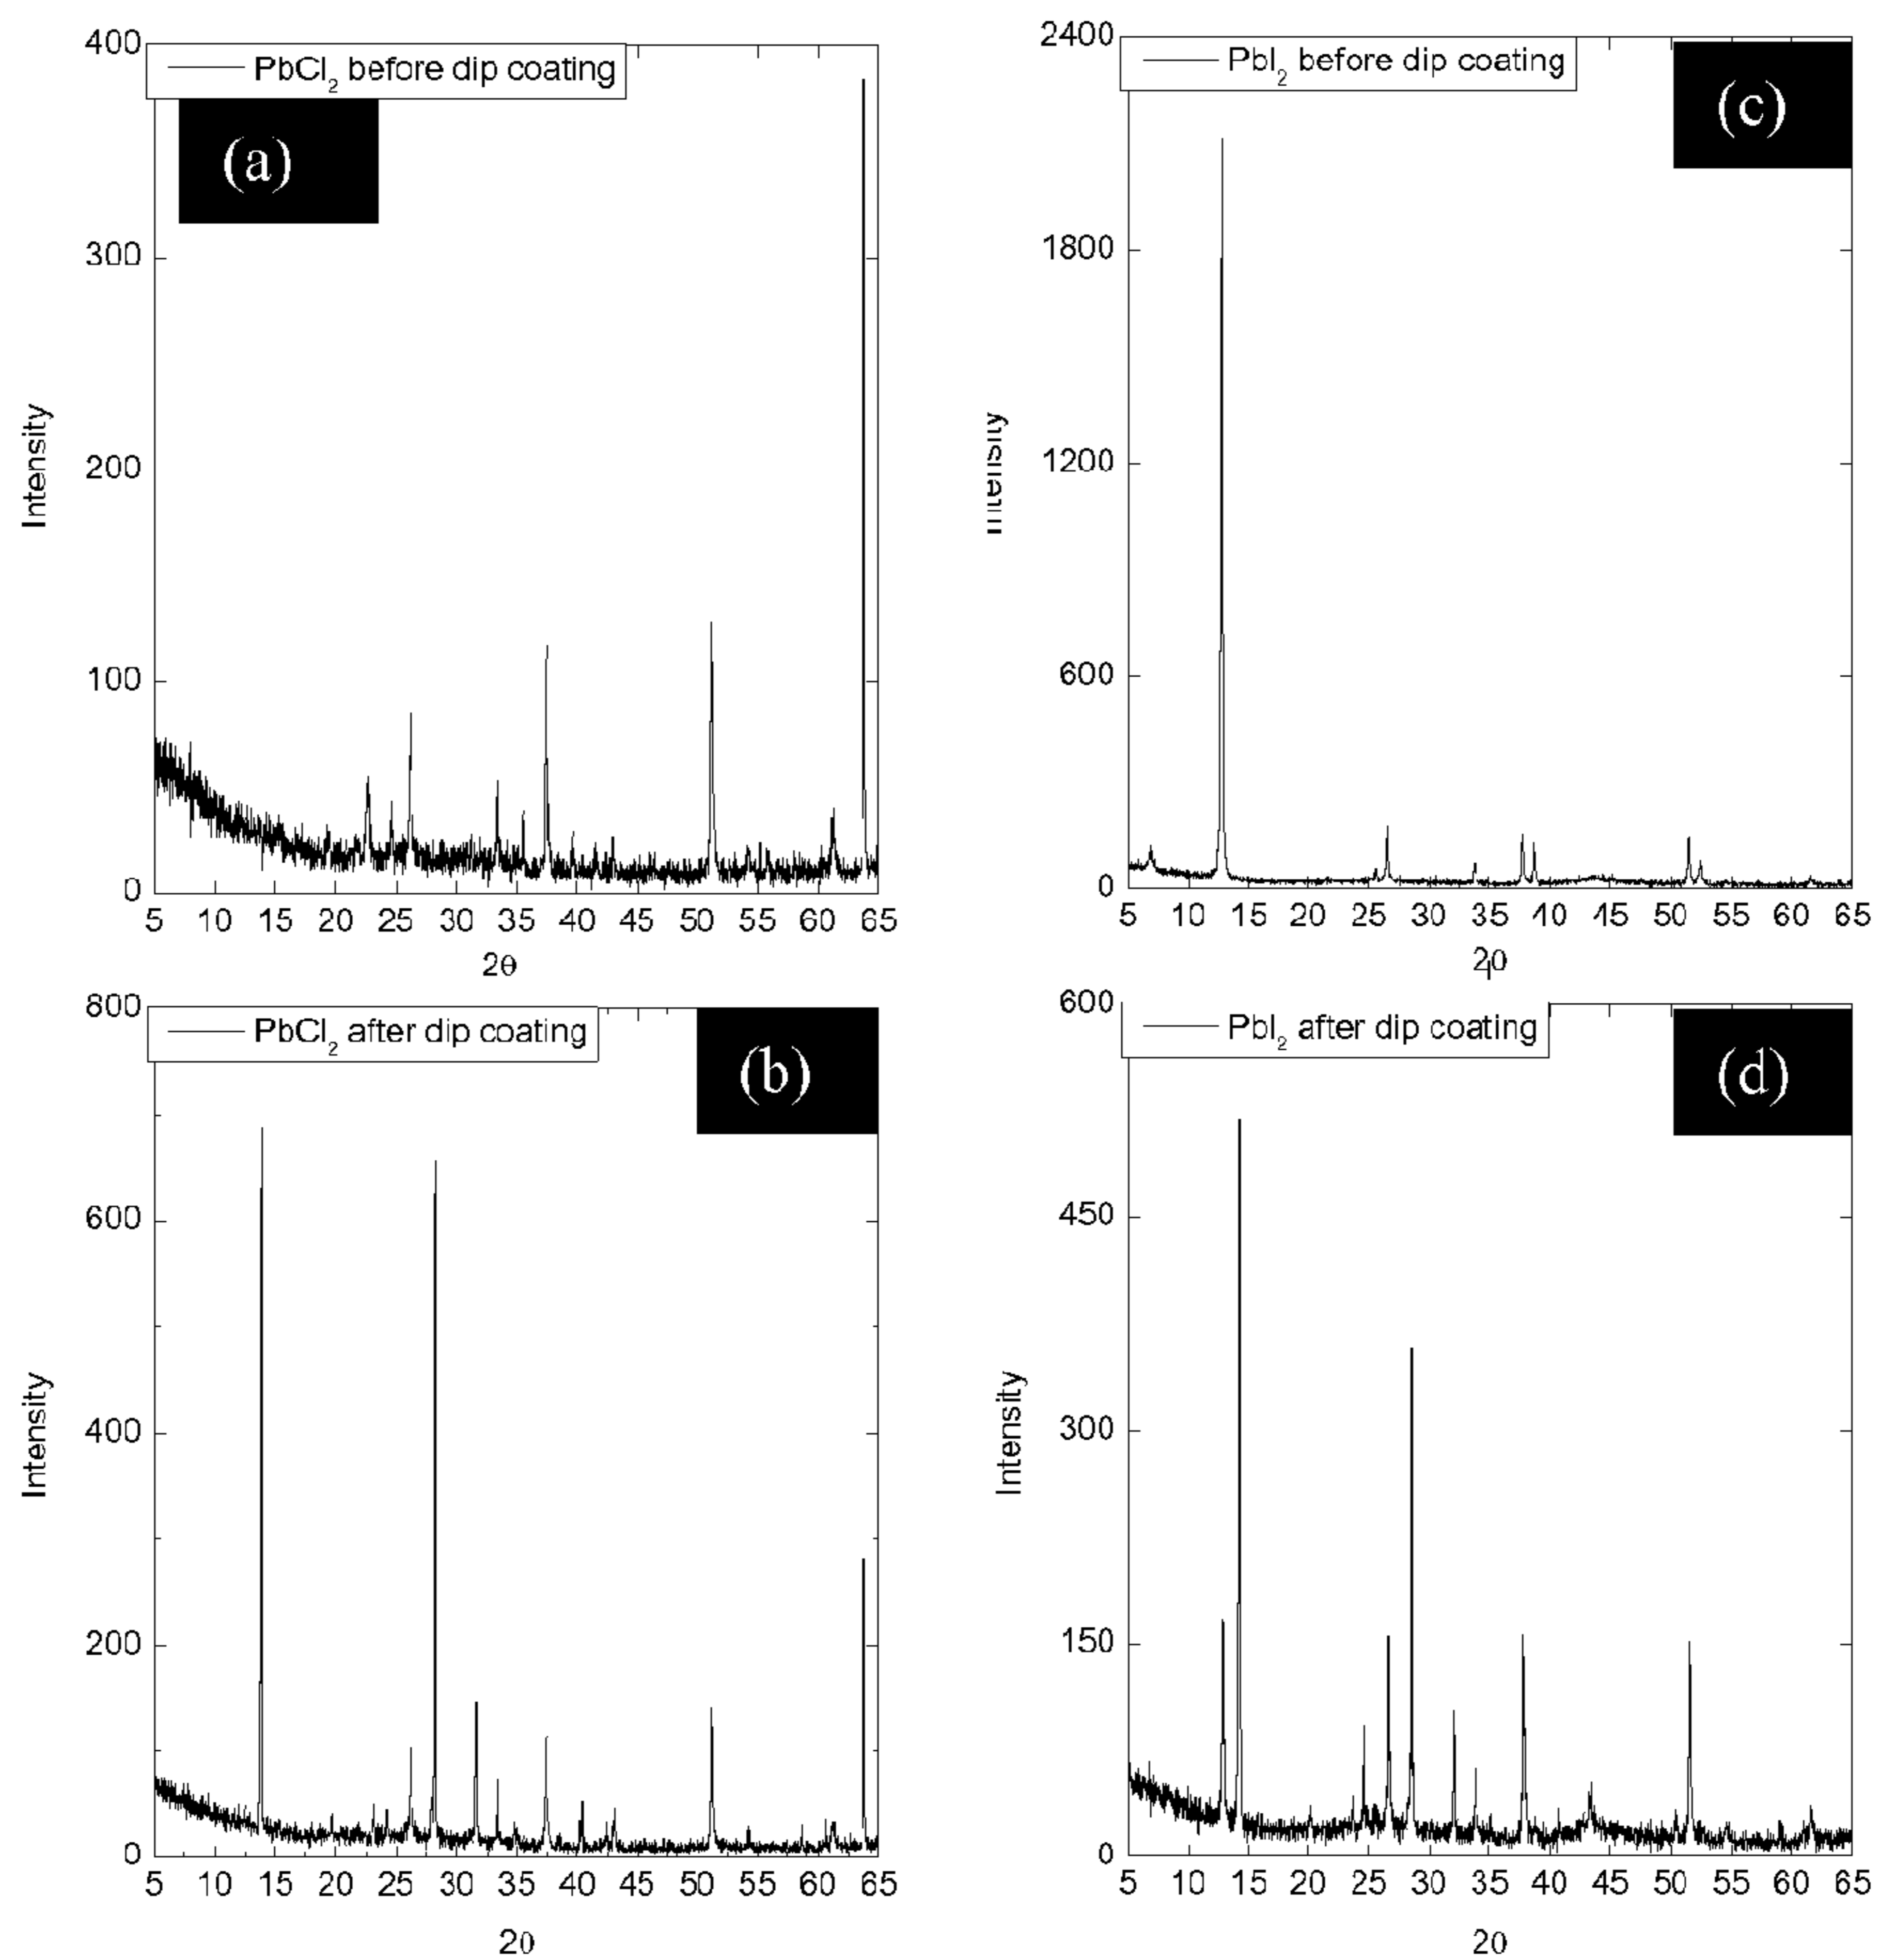 400
PbCl₂ before dip coating
(a)
300
200
100
0
Intensity
5 10 15 20 25 30 35 40 45 50 55 60 65
2θ
2400
PbI₂ before dip coating
(c)
1800
1200
600
0
Intensity
5 10 15 20 25 30 35 40 45 50 55 60 65
2θ
800
PbCl₂ after dip coating
(b)
600
400
200
0
Intensity
5 10 15 20 25 30 35 40 45 50 55 60 65
2θ
600
PbI₂ after dip coating
(d)
450
300
150
0
Intensity
5 10 15 20 25 30 35 40 45 50 55 60 65
2θ